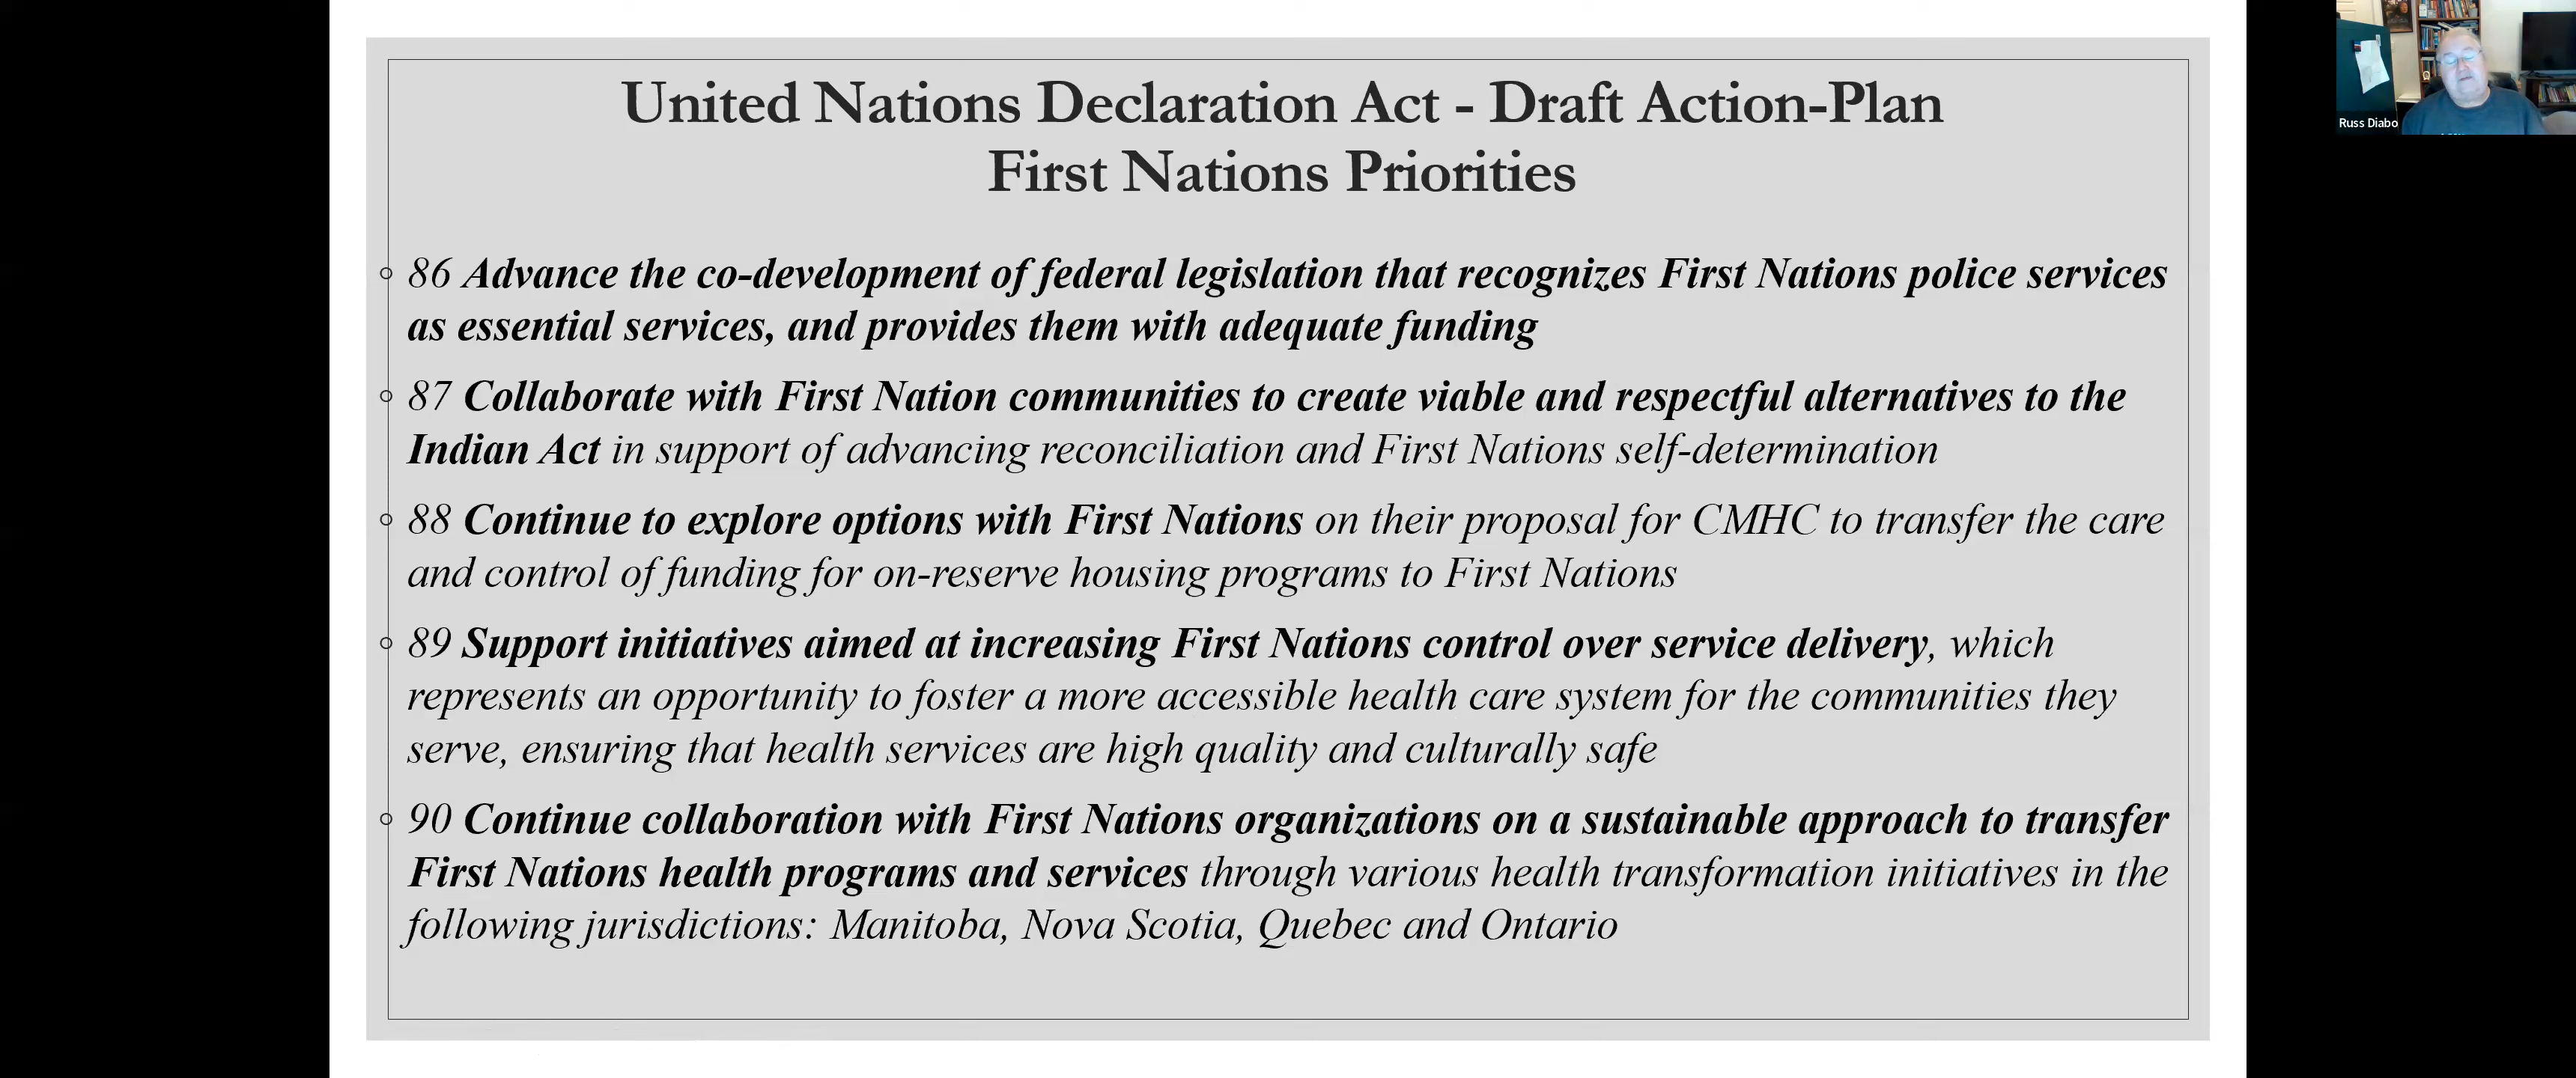 United Nations Declaration Act - Draft Action-Plan
First Nations Priorities
86 Advance the co-development of federal legislation that recognizes First Nations police services
as essential services, and provides them with adequate funding
87 Collaborate with First Nation communities to create viable and respectful alternatives to the
Indian Act in support of advancing reconciliation and First Nations self-determination
88 Continue to explore options with First Nations on their proposal for CMHC to transfer the care
and control of funding for on-reserve housing programs to First Nations
89 Support initiatives aimed at increasing First Nations control over service delivery, which
represents an opportunity to foster a more accessible health care system for the communities they
serve, ensuring that health services are high quality and culturally safe
90 Continue collaboration with First Nations organizations on a sustainable approach to transfer
First Nations health programs and services through various health transformation initiatives in the
following jurisdictions: Manitoba, Nova Scotia, Quebec and Ontario
Russ Diabo